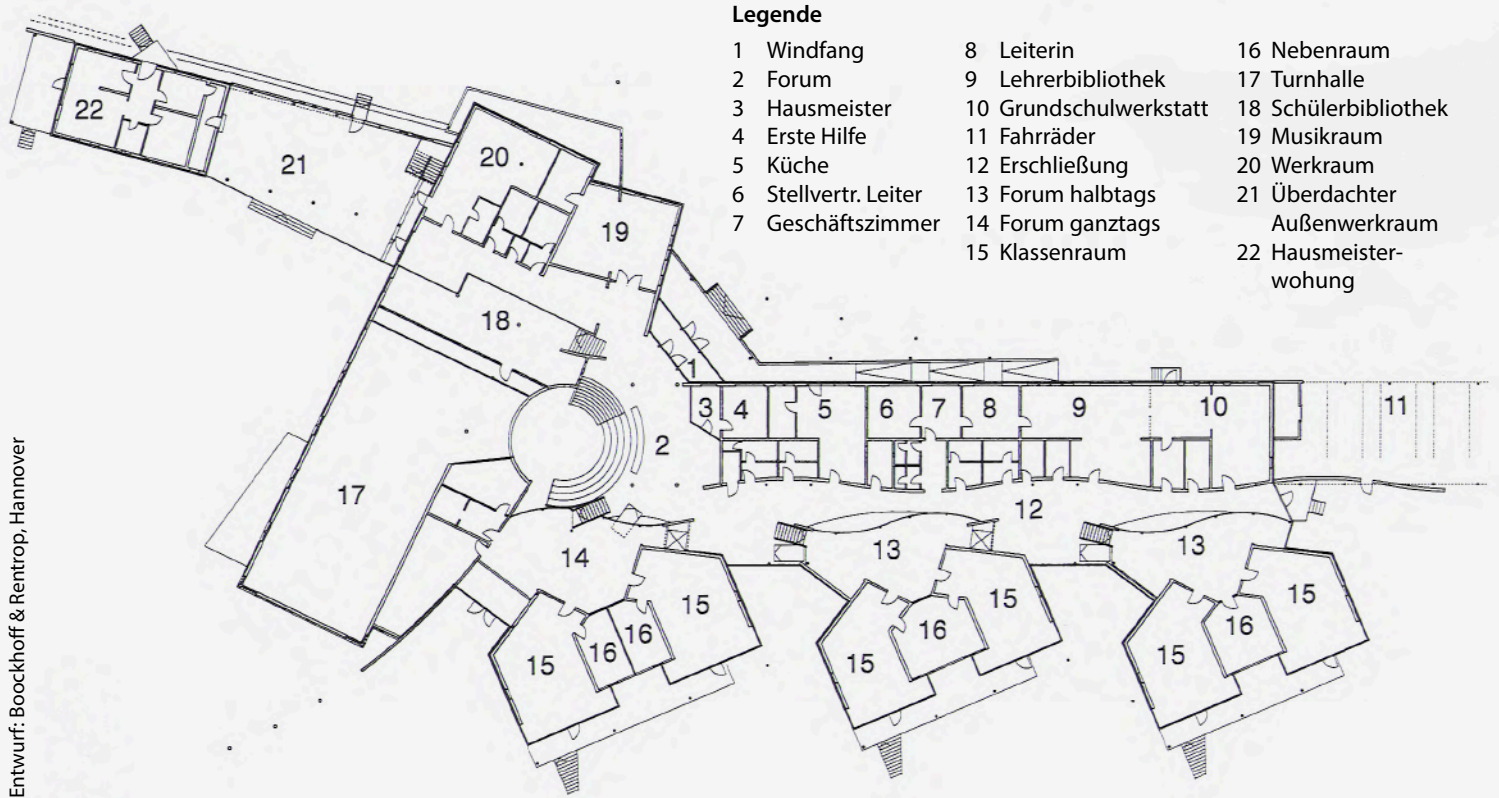 Legende
1 Windfang
2 Forum
3 Hausmeister
4 Erste Hilfe
5 Küche
6 Stellvertr. Leiter
7 Geschäftszimmer
8 Leiterin
9 Lehrerbibliothek
10 Grundschulwerkstatt
11 Fahrräder
12 Erschließung
13 Forum halbtags
14 Forum ganztags
15 Klassenraum
16 Nebenraum
17 Turnhalle
18 Schülerbibliothek
19 Musikraum
20 Werkraum
21 Überdachter
Außenwerkraum
22 Hausmeister-
wohung
22
21
20
19
18
1
3 4 5 6 7 8 9 10 11
2
17
12
14
13
13
15
16
16
15
15
16
15
15
16
15
Entwurf: Boockhoff & Rentrop, Hannover